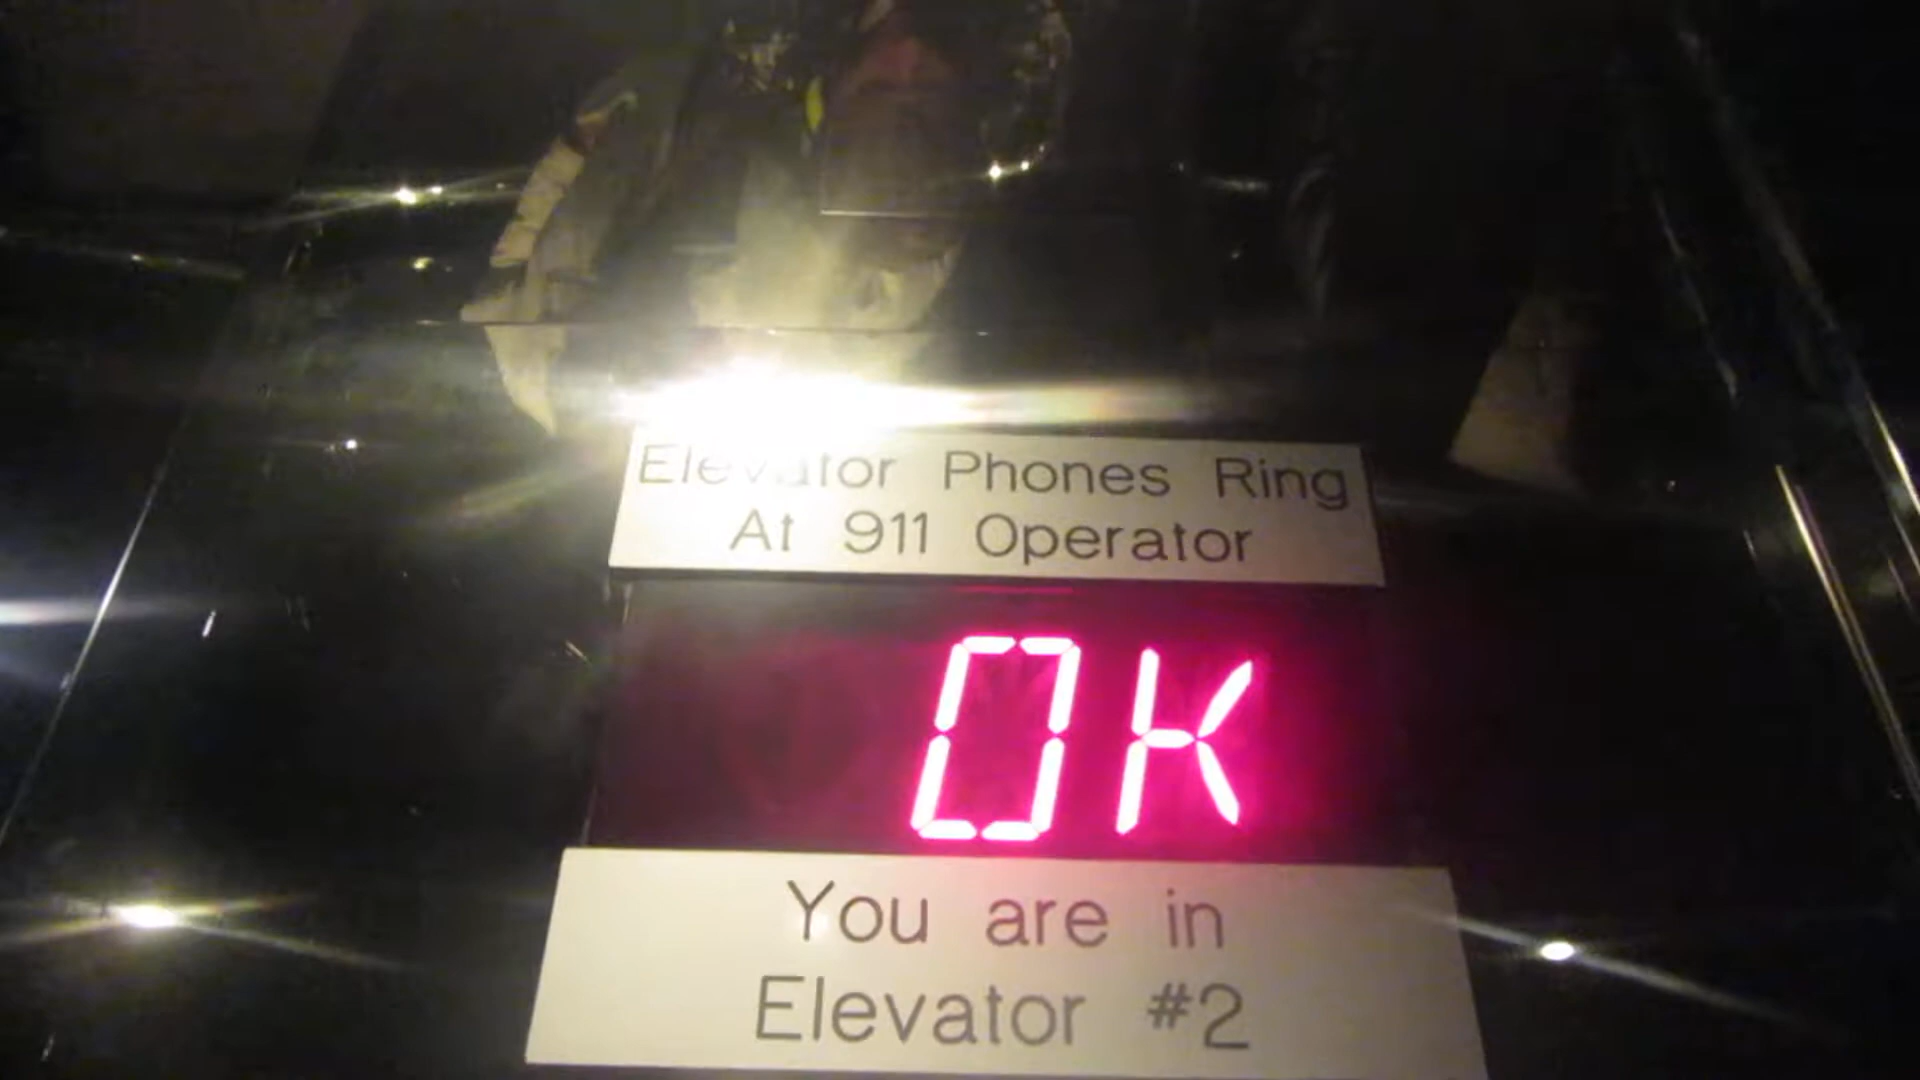 Elevator Phones Ring
At 911 Operator
OK
You are in
Elevator #2